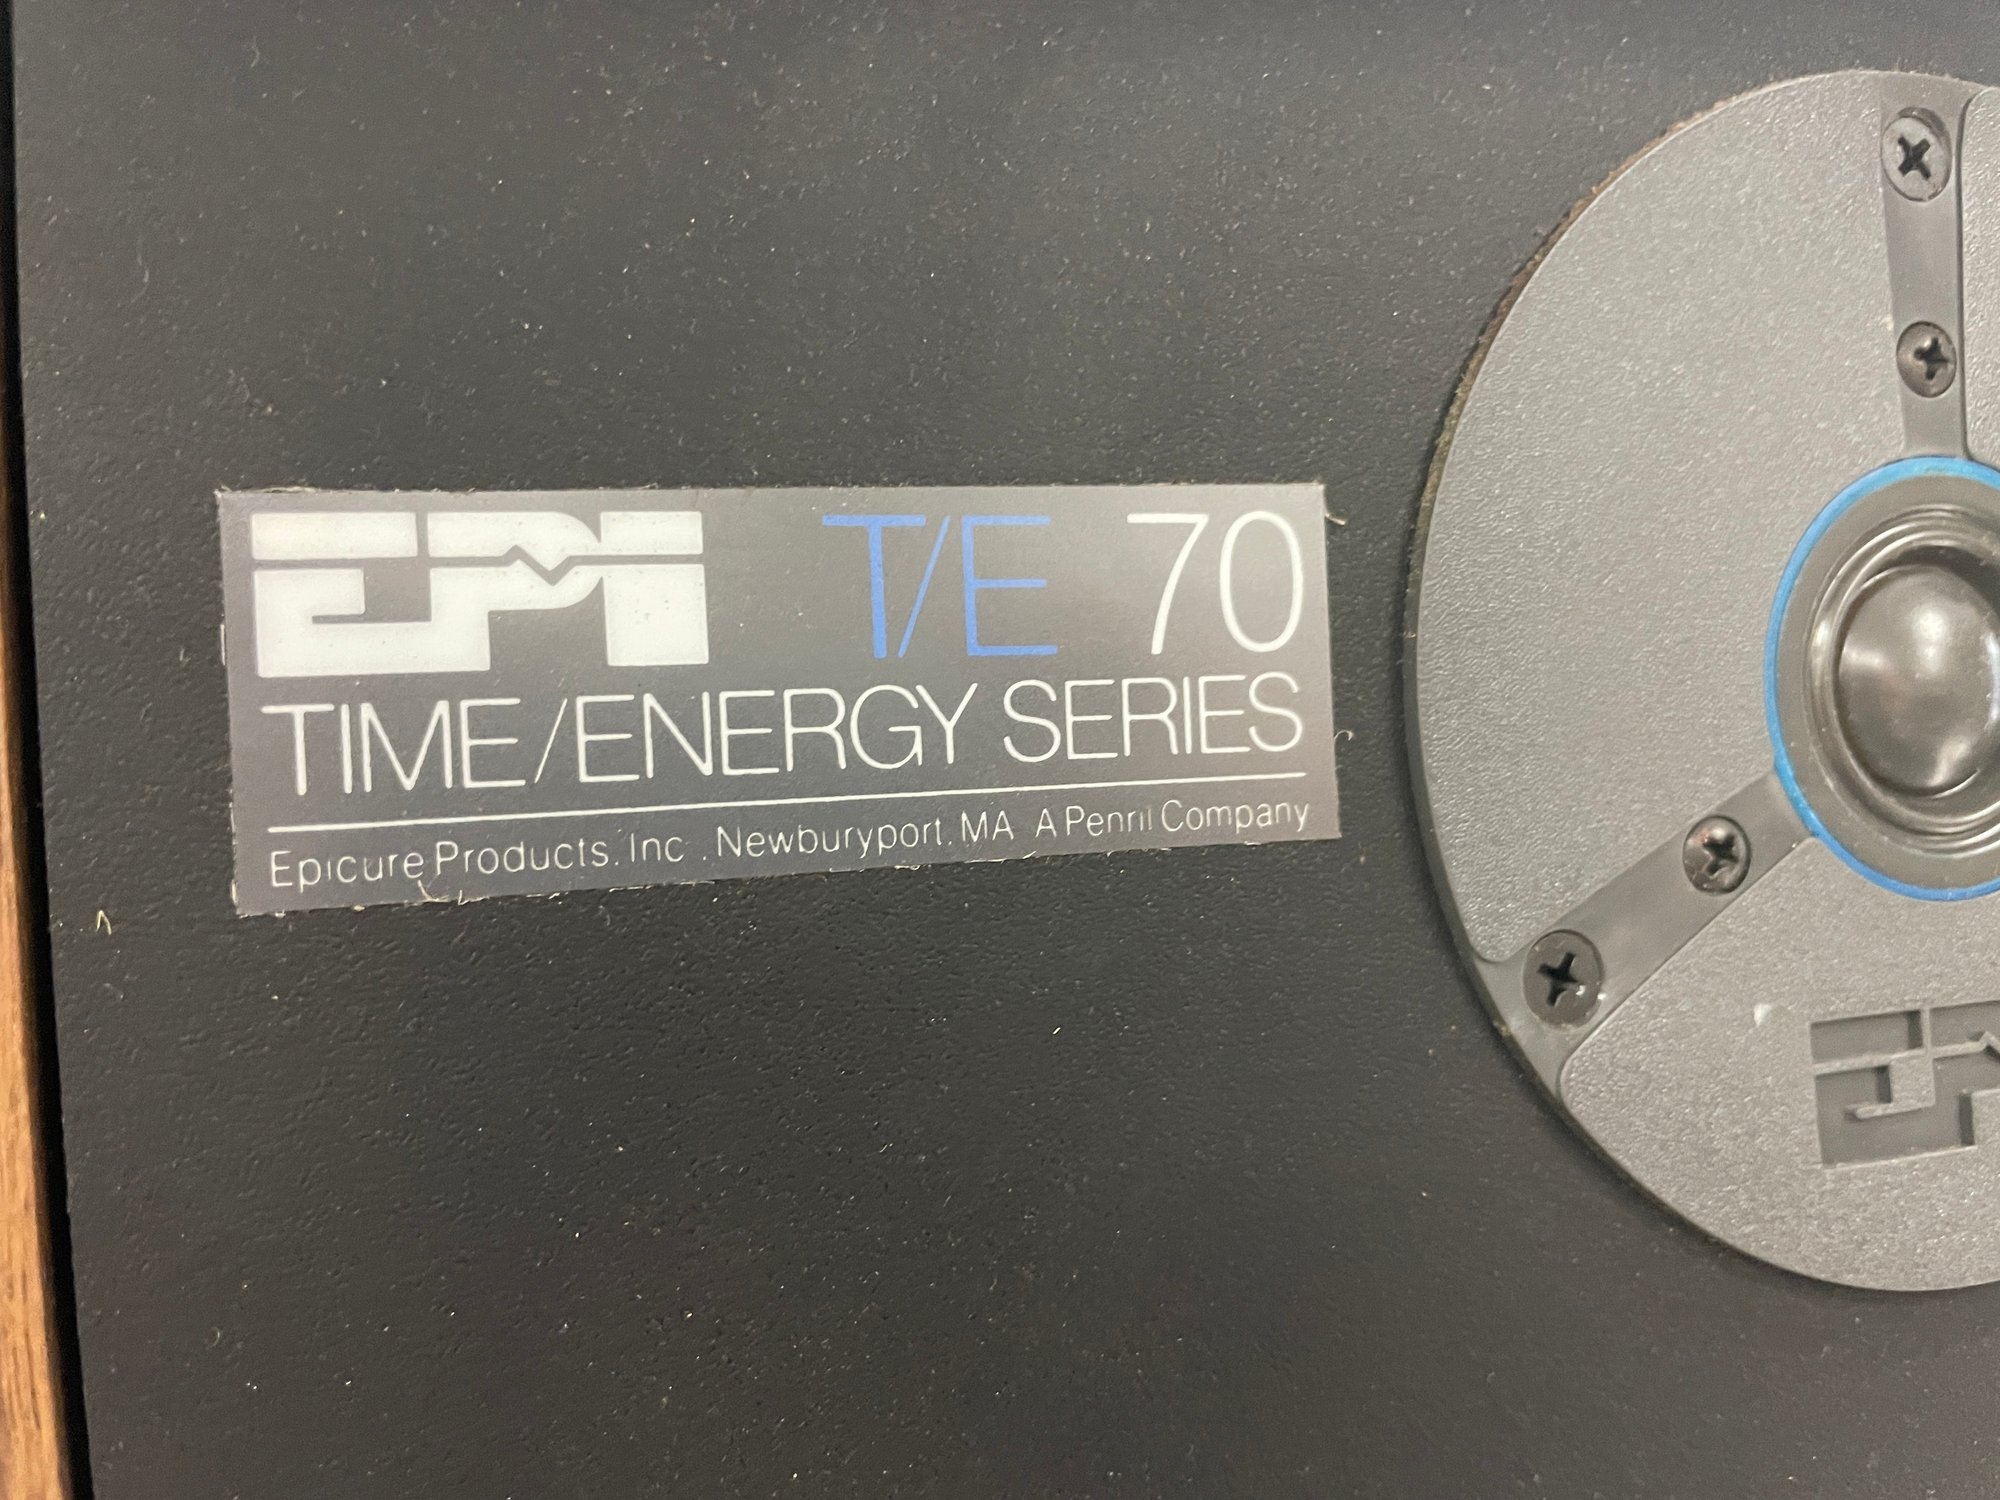 EPI T/E 70
TIME/ENERGY SERIES
Epicure Products, Inc., Newburyport, MA A Penril Company
EPI